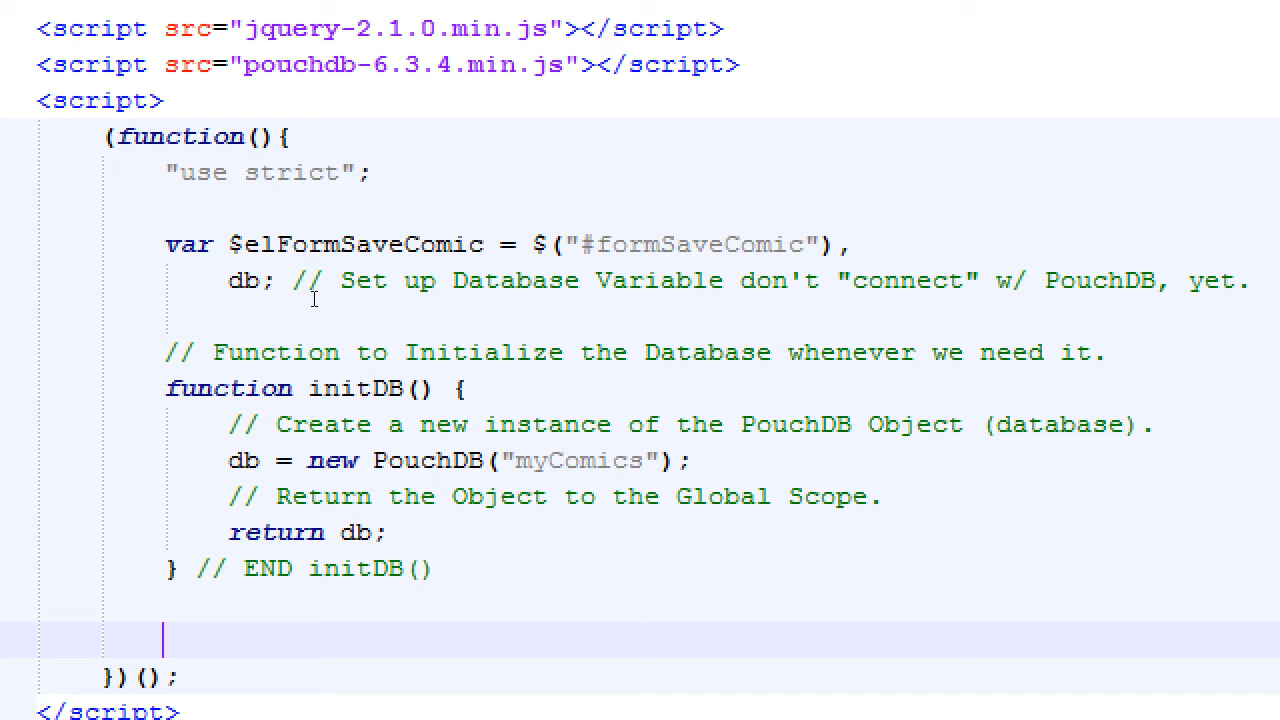 <script src="jquery-2.1.0.min.js"></script>
<script src="pouchdb-6.3.4.min.js"></script>
<script>
(function(){
"use strict";
var $elFormSaveComic = $("#formSaveComic"),
db; // Set up Database Variable don't "connect" w/ PouchDB, yet.
// Function to Initialize the Database whenever we need it.
function initDB() {
// Create a new instance of the PouchDB Object (database).
db = new PouchDB("myComics");
// Return the Object to the Global Scope.
return db;
} // END initDB()
})();
</script>